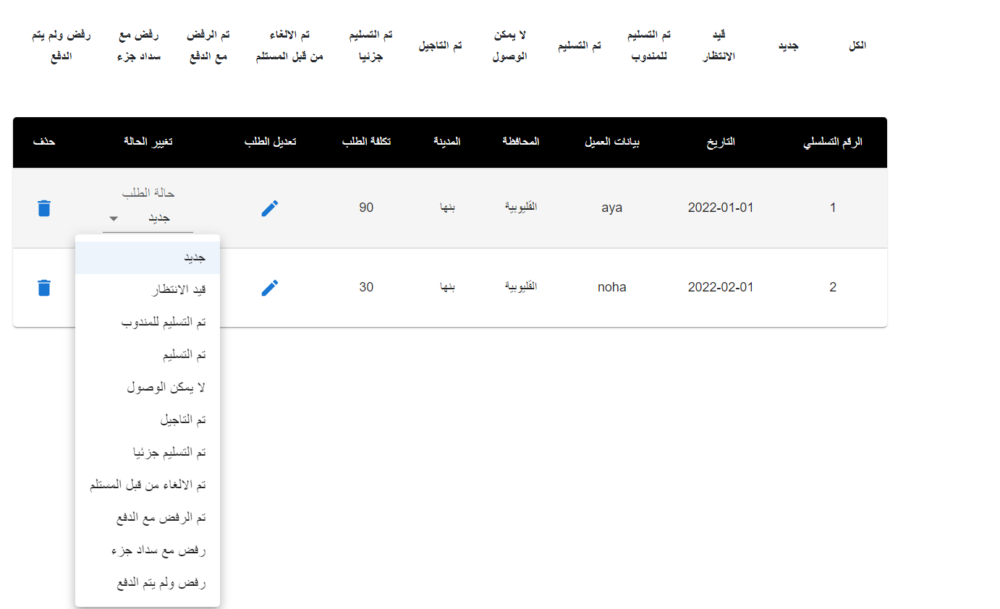 الكل
جديد
قيد
الانتظار
تم التسليم
للمندوب
تم التسليم
لا يمكن
الوصول
تم التاجيل
تم التسليم
جزئيا
تم الالغاء
من قبل المستلم
تم الرفض
مع الدفع
رفض مع
سداد جزء
رفض ولم يتم
الدفع
الرقم التسلسلي التاريخ بيانات العميل المحافظة المدينة تكلفة الطلب تعديل الطلب تغيير الحالة حذف
حالة الطلب
1 2022-01-01 aya القليوبية بنها 90 جديد
2 2022-02-01 noha القليوبية بنها 30
جديد
قيد الانتظار
تم التسليم للمندوب
تم التسليم
لا يمكن الوصول
تم التاجيل
تم التسليم جزئيا
تم الالغاء من قبل المستلم
تم الرفض مع الدفع
رفض مع سداد جزء
رفض ولم يتم الدفع